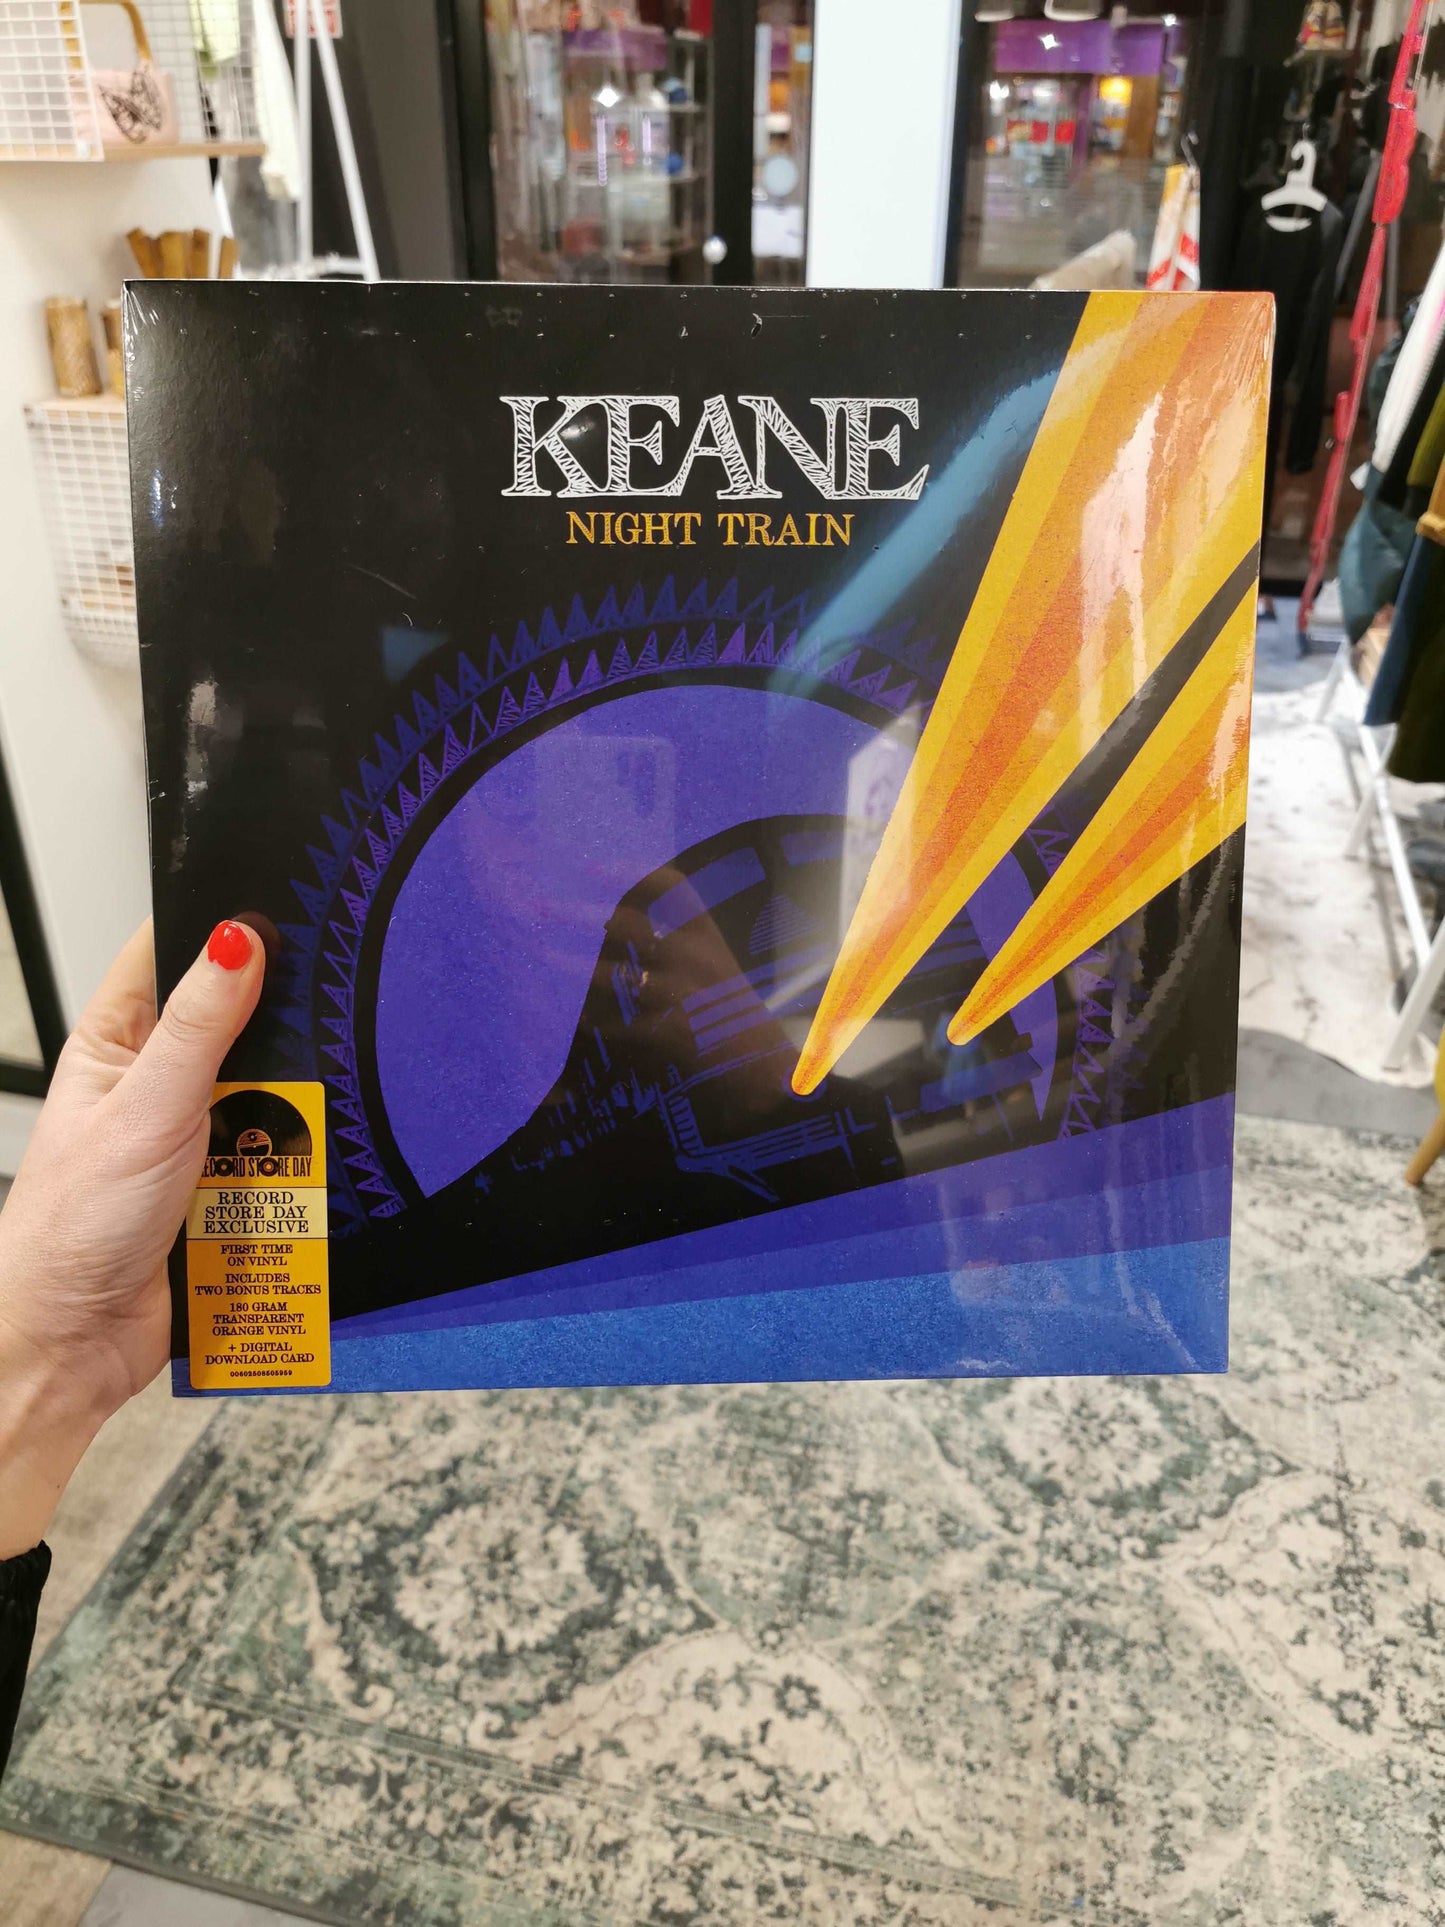 KEANE
NIGHT TRAIN
RECORD STORE DAY
RECORD
STORE DAY
EXCLUSIVE
FIRST TIME
ON VINYL
INCLUDES
TWO BONUS TRACKS
180 GRAM
TRANSPARENT
ORANGE VINYL
+ DIGITAL
DOWNLOAD CARD
00602508505959